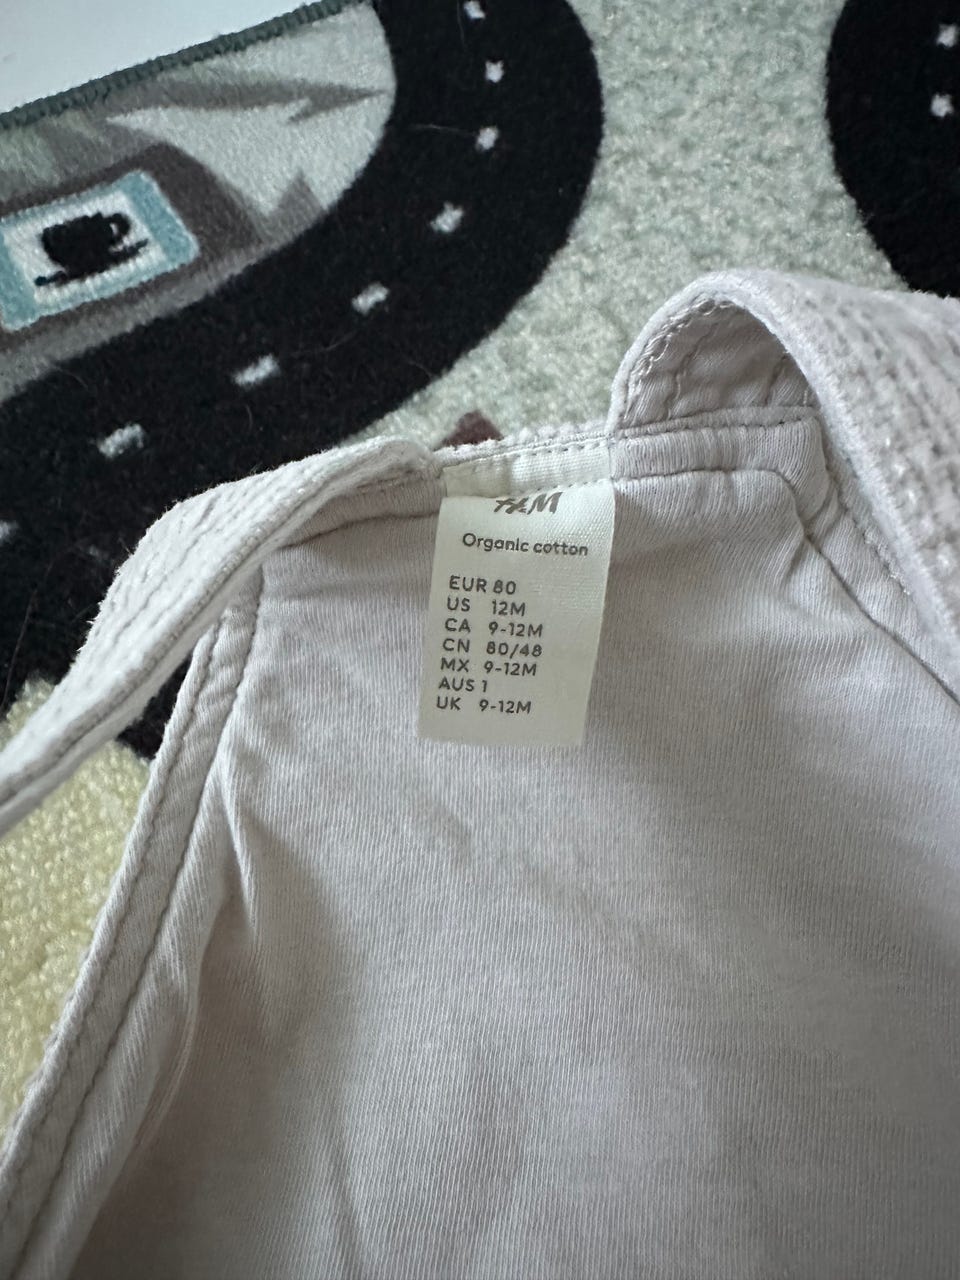 H&M
Organic cotton
EUR 80
US 12M
CA 9-12M
CN 80/48
MX 9-12M
AUS 1
UK 9-12M